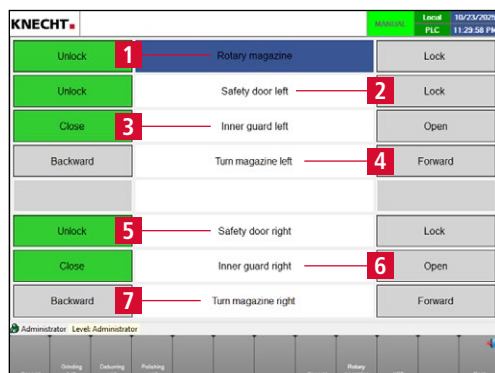 KNECHT
MANUAL Local 10/23/2025
PLC 11:29:58 PM
Unlock 1 Rotary magazine Lock
Unlock Safety door left 2 Lock
Close 3 Inner guard left Open
Backward Turn magazine left 4 Forward
Unlock 5 Safety door right Lock
Close Inner guard right 6 Open
Backward 7 Turn magazine right Forward
Administrator Level: Administrator
Grinding Deburring Polishing Rotary